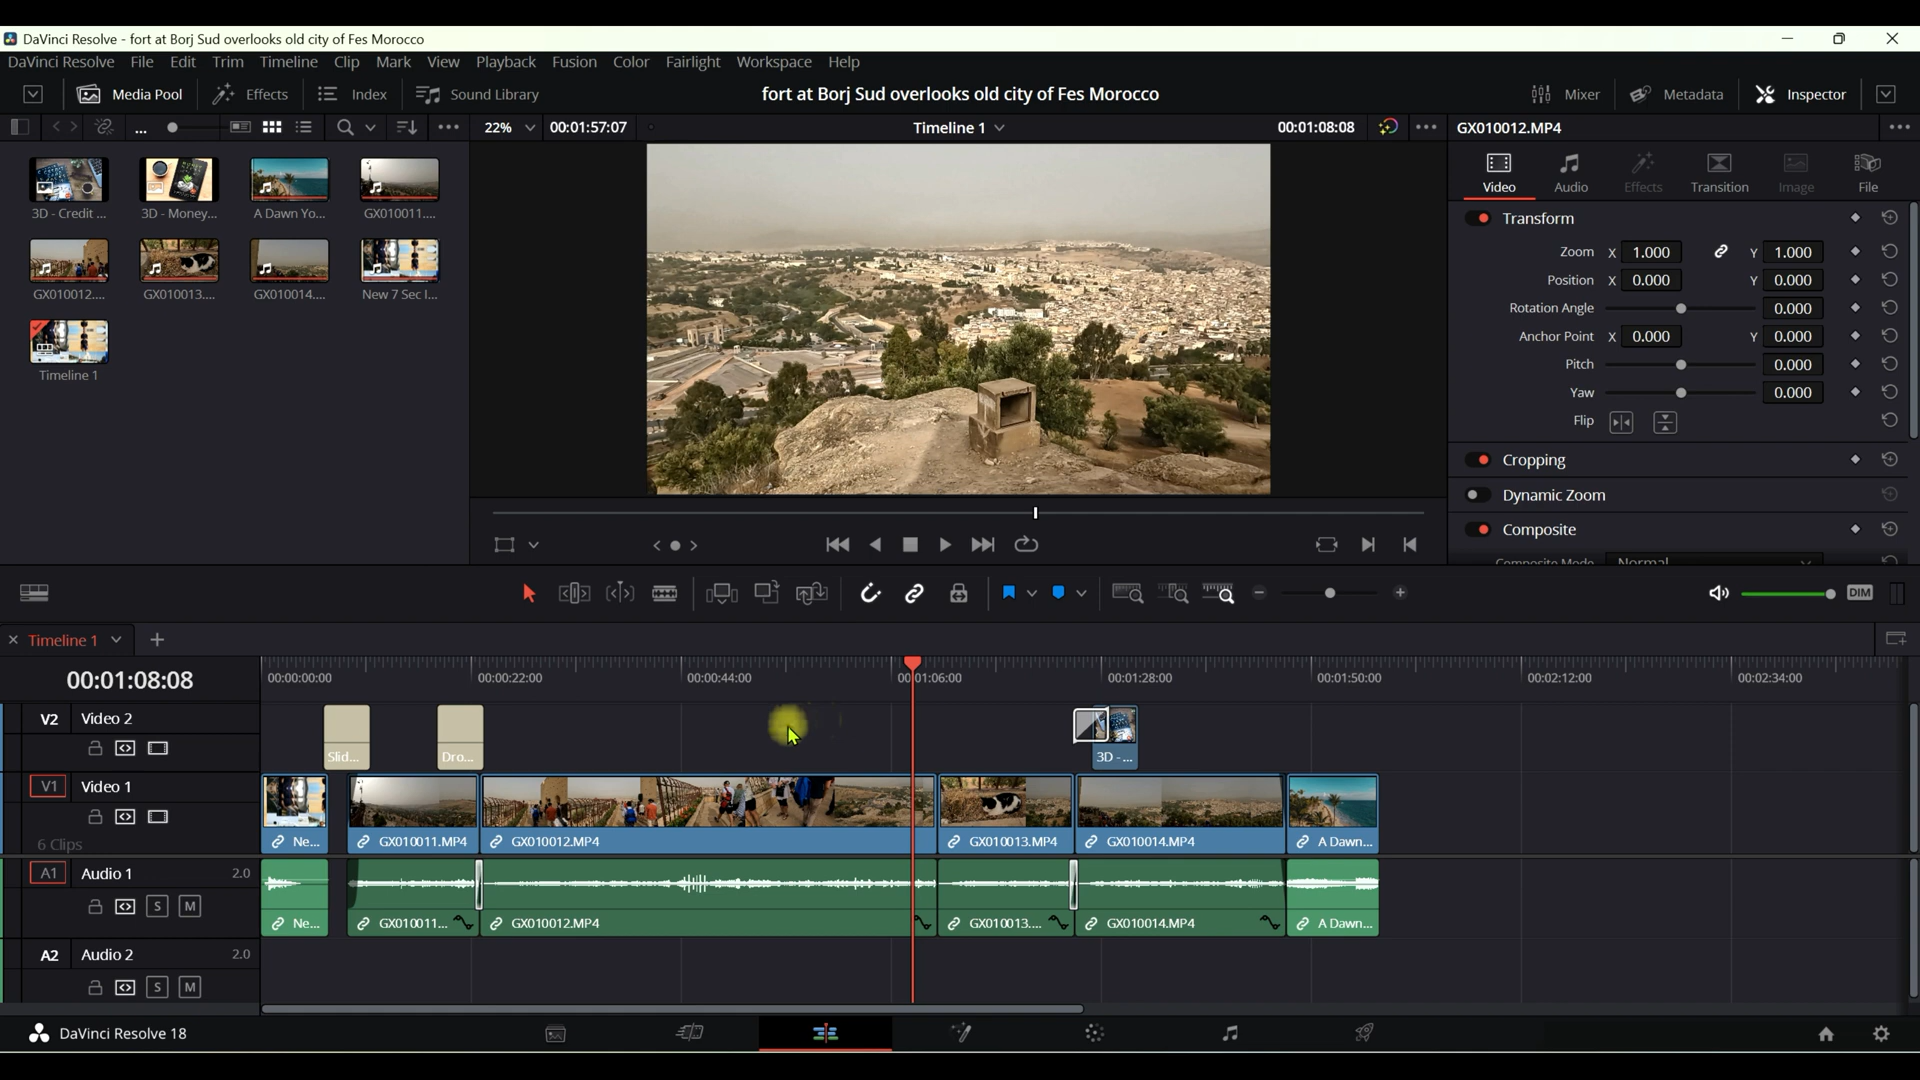 DaVinci Resolve - fort at Borj Sud overlooks old city of Fes Morocco
DaVinci Resolve File Edit Trim Timeline Clip Mark View Playback Fusion Color Fairlight Workspace Help
Media Pool Effects Index Sound Library fort at Borj Sud overlooks old city of Fes Morocco Mixer Metadata Inspector
... 22% 00:01:57:07 Timeline 1 00:01:08:08 GX010012.MP4
Video Audio Effects Transition Image File
3D - Credit ... 3D - Money... A Dawn Yo... GX010011....
GX010012.... GX010013.... GX010014.... New 7 Sec I...
Timeline 1
Transform
Zoom X 1.000 Y 1.000
Position X 0.000 Y 0.000
Rotation Angle 0.000
Anchor Point X 0.000 Y 0.000
Pitch 0.000
Yaw 0.000
Flip
Cropping
Dynamic Zoom
Composite
Composite Mode Normal
DIM
Timeline 1
00:01:08:08 00:00:00:00 00:00:22:00 00:00:44:00 00:01:06:00 00:01:28:00 00:01:50:00 00:02:12:00 00:02:34:00
V2 Video 2
Slid... Dro... 3D - ...
V1 Video 1
6 Clips
Ne... GX010011.MP4 GX010012.MP4 GX010013.MP4 GX010014.MP4 A Dawn...
A1 Audio 1 2.0
S M
Ne... GX010011... GX010012.MP4 GX010013.... GX010014.MP4 A Dawn...
A2 Audio 2 2.0
S M
DaVinci Resolve 18